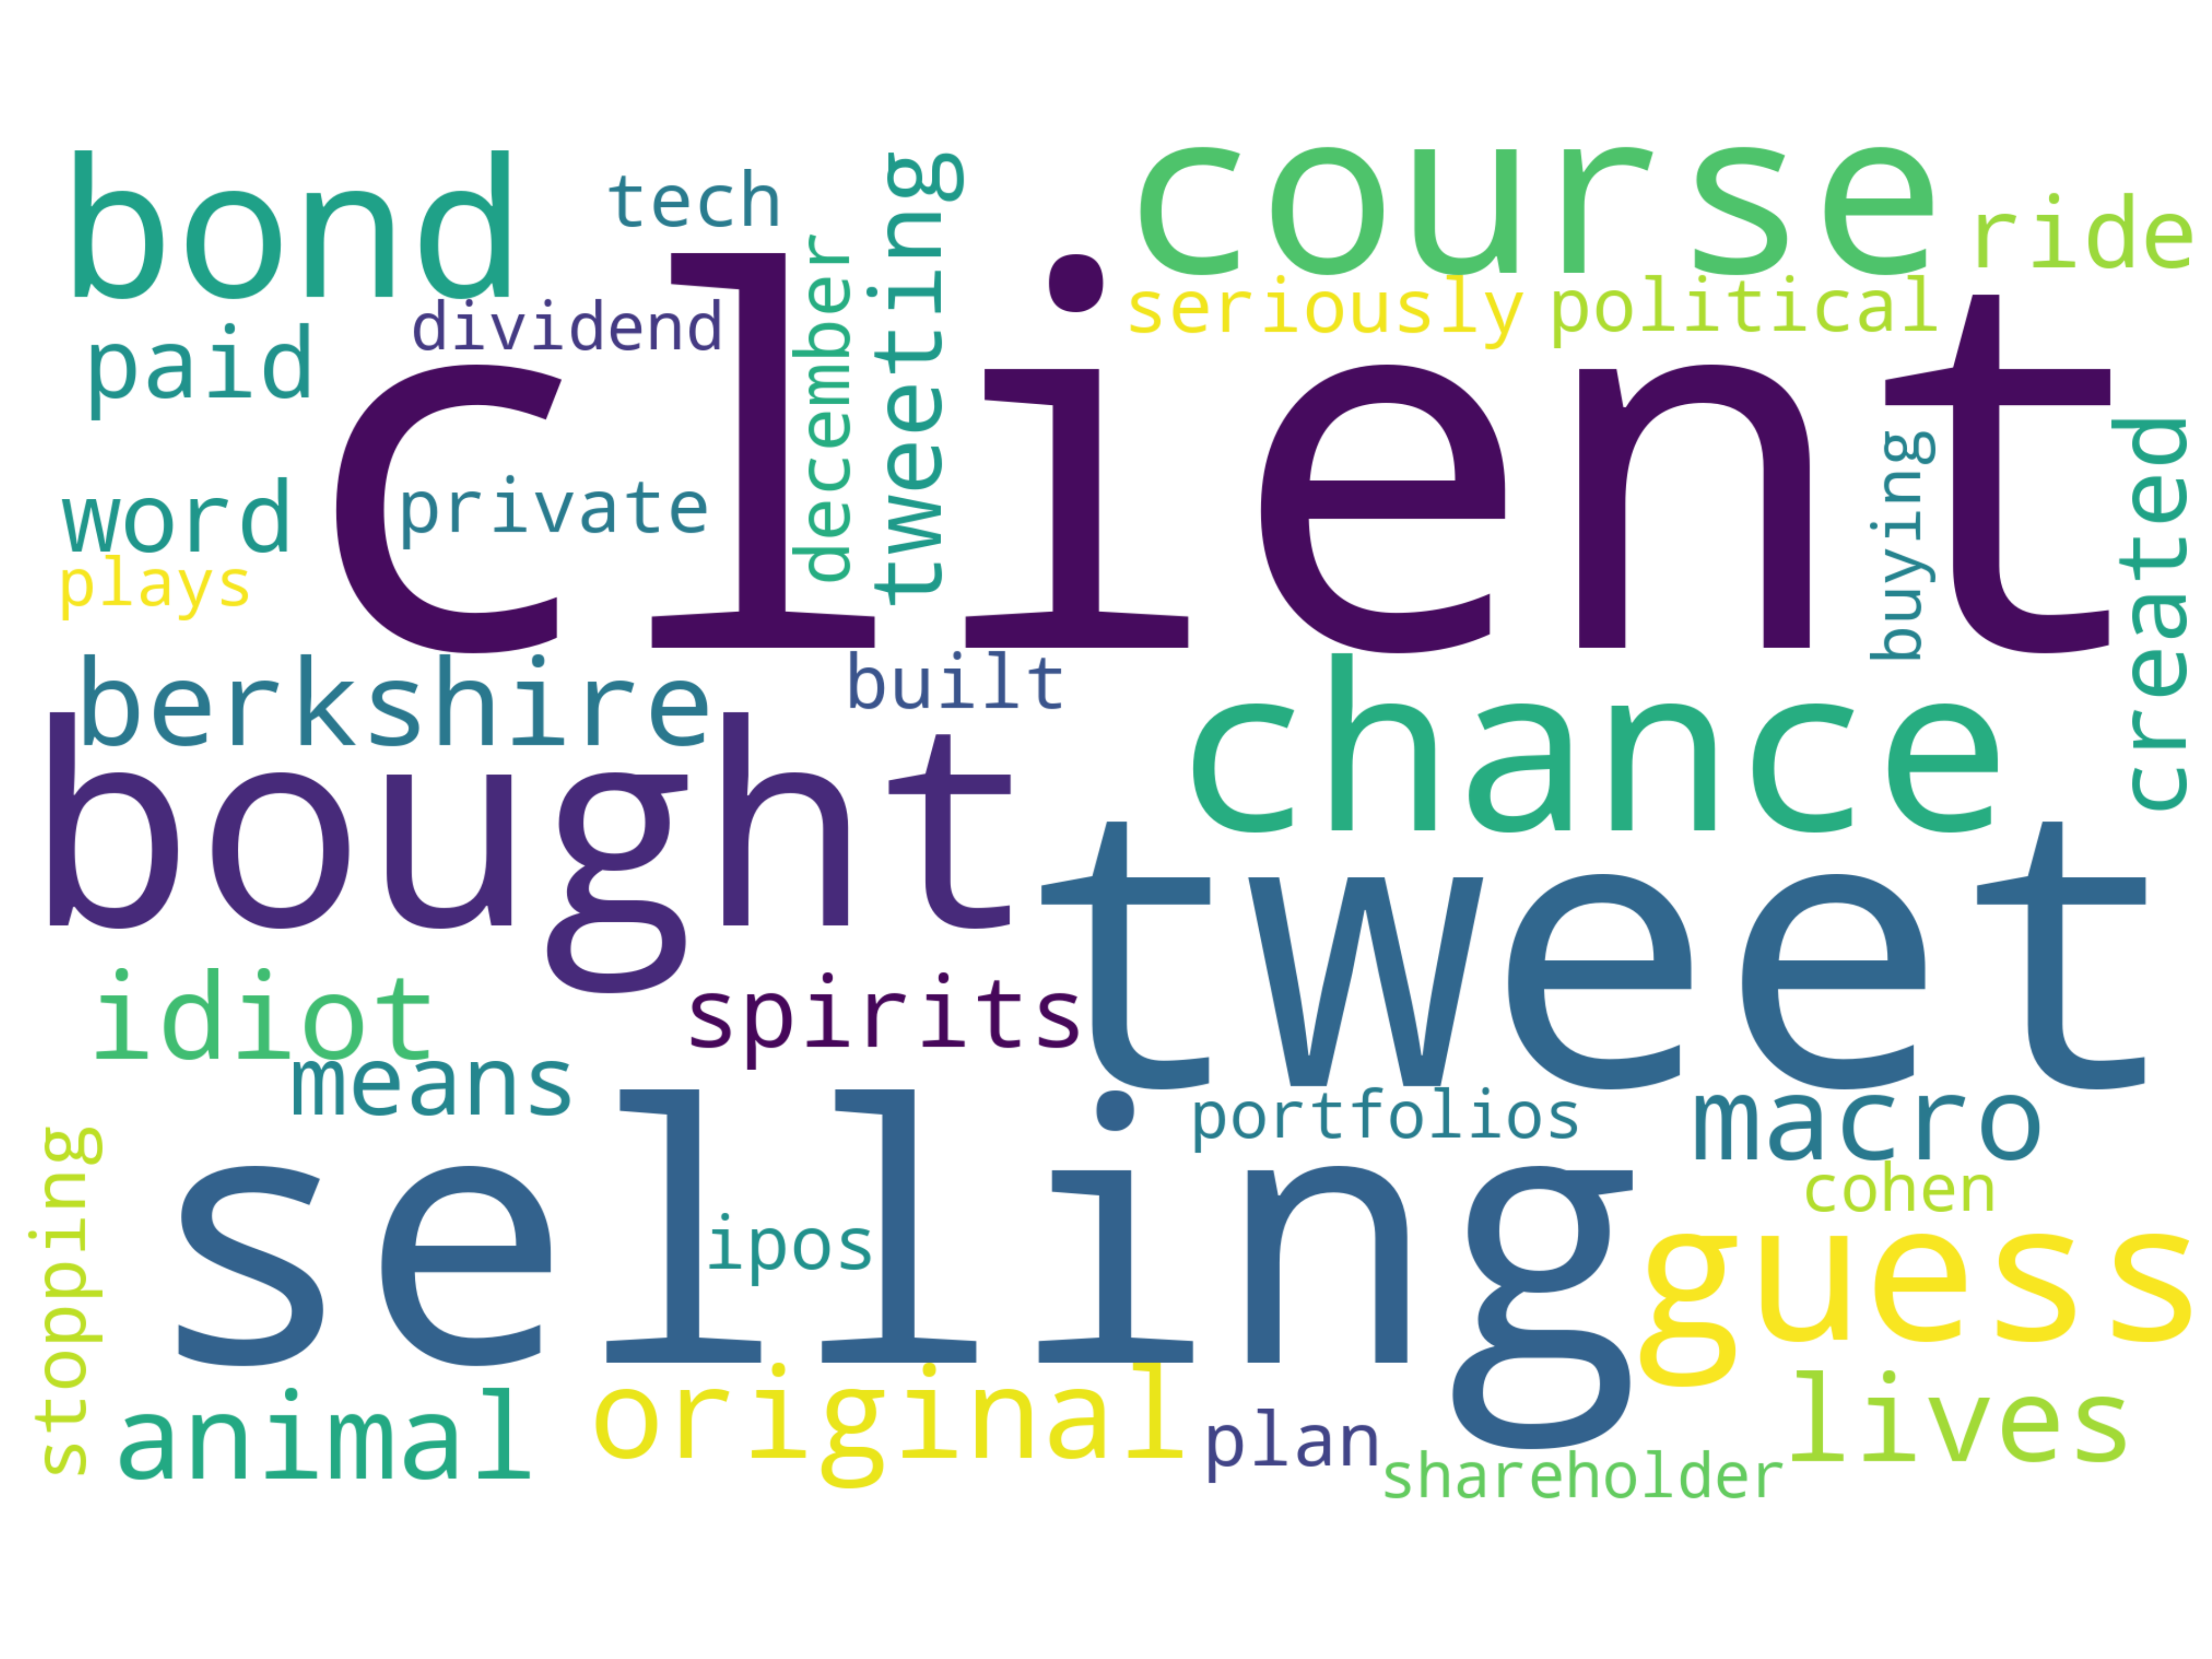 bond
tech
tweeting
course
ride
december
seriously
political
dividend
paid
client
created
buying
word
private
plays
berkshire
built
chance
bought
tweet
idiot
spirits
means
portfolios
macro
selling
stopping
cohen
ipos
guess
animal
original
plan
lives
shareholder